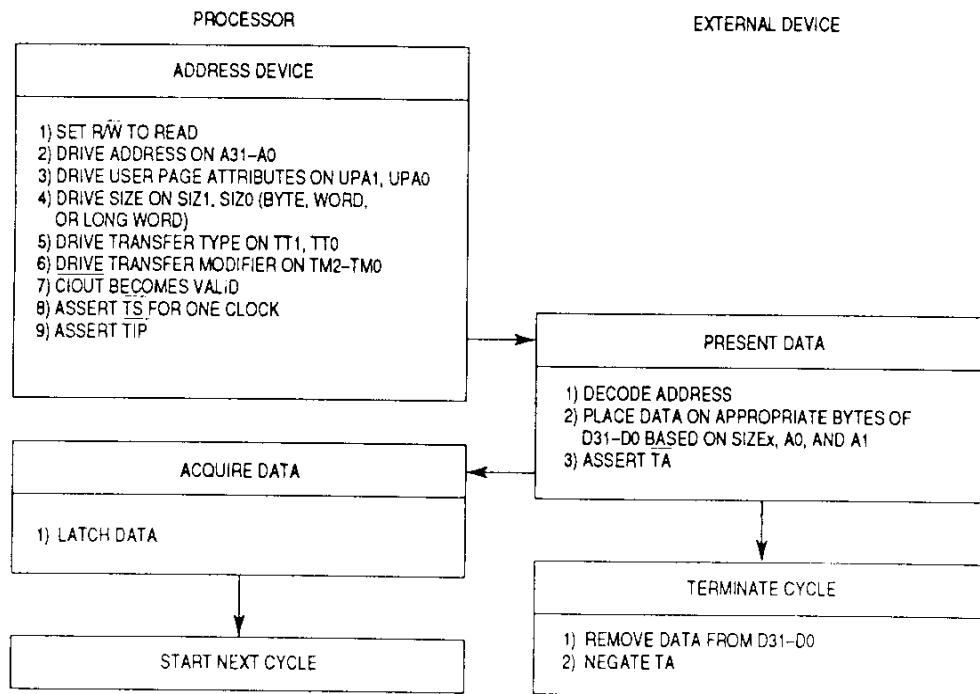 PROCESSOR
EXTERNAL DEVICE
ADDRESS DEVICE
1) SET R/W̅ TO READ
2) DRIVE ADDRESS ON A31–A0
3) DRIVE USER PAGE ATTRIBUTES ON UPA1, UPA0
4) DRIVE SIZE ON SIZ1, SIZ0 (BYTE, WORD,
OR LONG WORD)
5) DRIVE TRANSFER TYPE ON TT1, TT0
6) DRIVE TRANSFER MODIFIER ON TM2–TM0
7) C̅I̅O̅U̅T̅ BECOMES VALID
8) ASSERT T̅S̅ FOR ONE CLOCK
9) ASSERT T̅I̅P̅
PRESENT DATA
1) DECODE ADDRESS
2) PLACE DATA ON APPROPRIATE BYTES OF
D31–D0 BASED ON SIZEx, A0, AND A1
3) ASSERT T̅A̅
ACQUIRE DATA
1) LATCH DATA
TERMINATE CYCLE
1) REMOVE DATA FROM D31–D0
2) NEGATE T̅A̅
START NEXT CYCLE